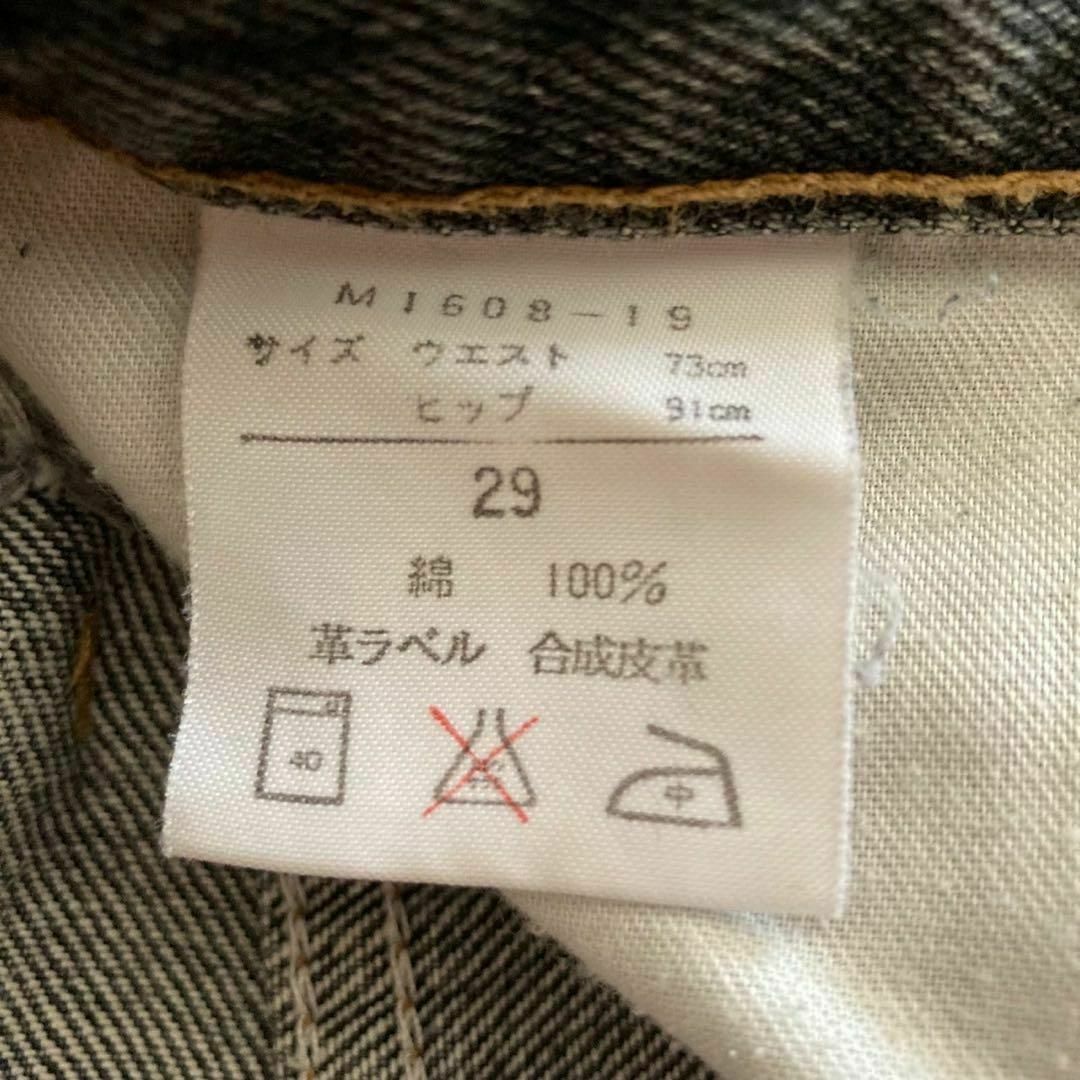 M1608-19
サイズ ウエスト 73cm
ヒップ 91cm
29
綿 100%
革ラベル 合成皮革
40 中